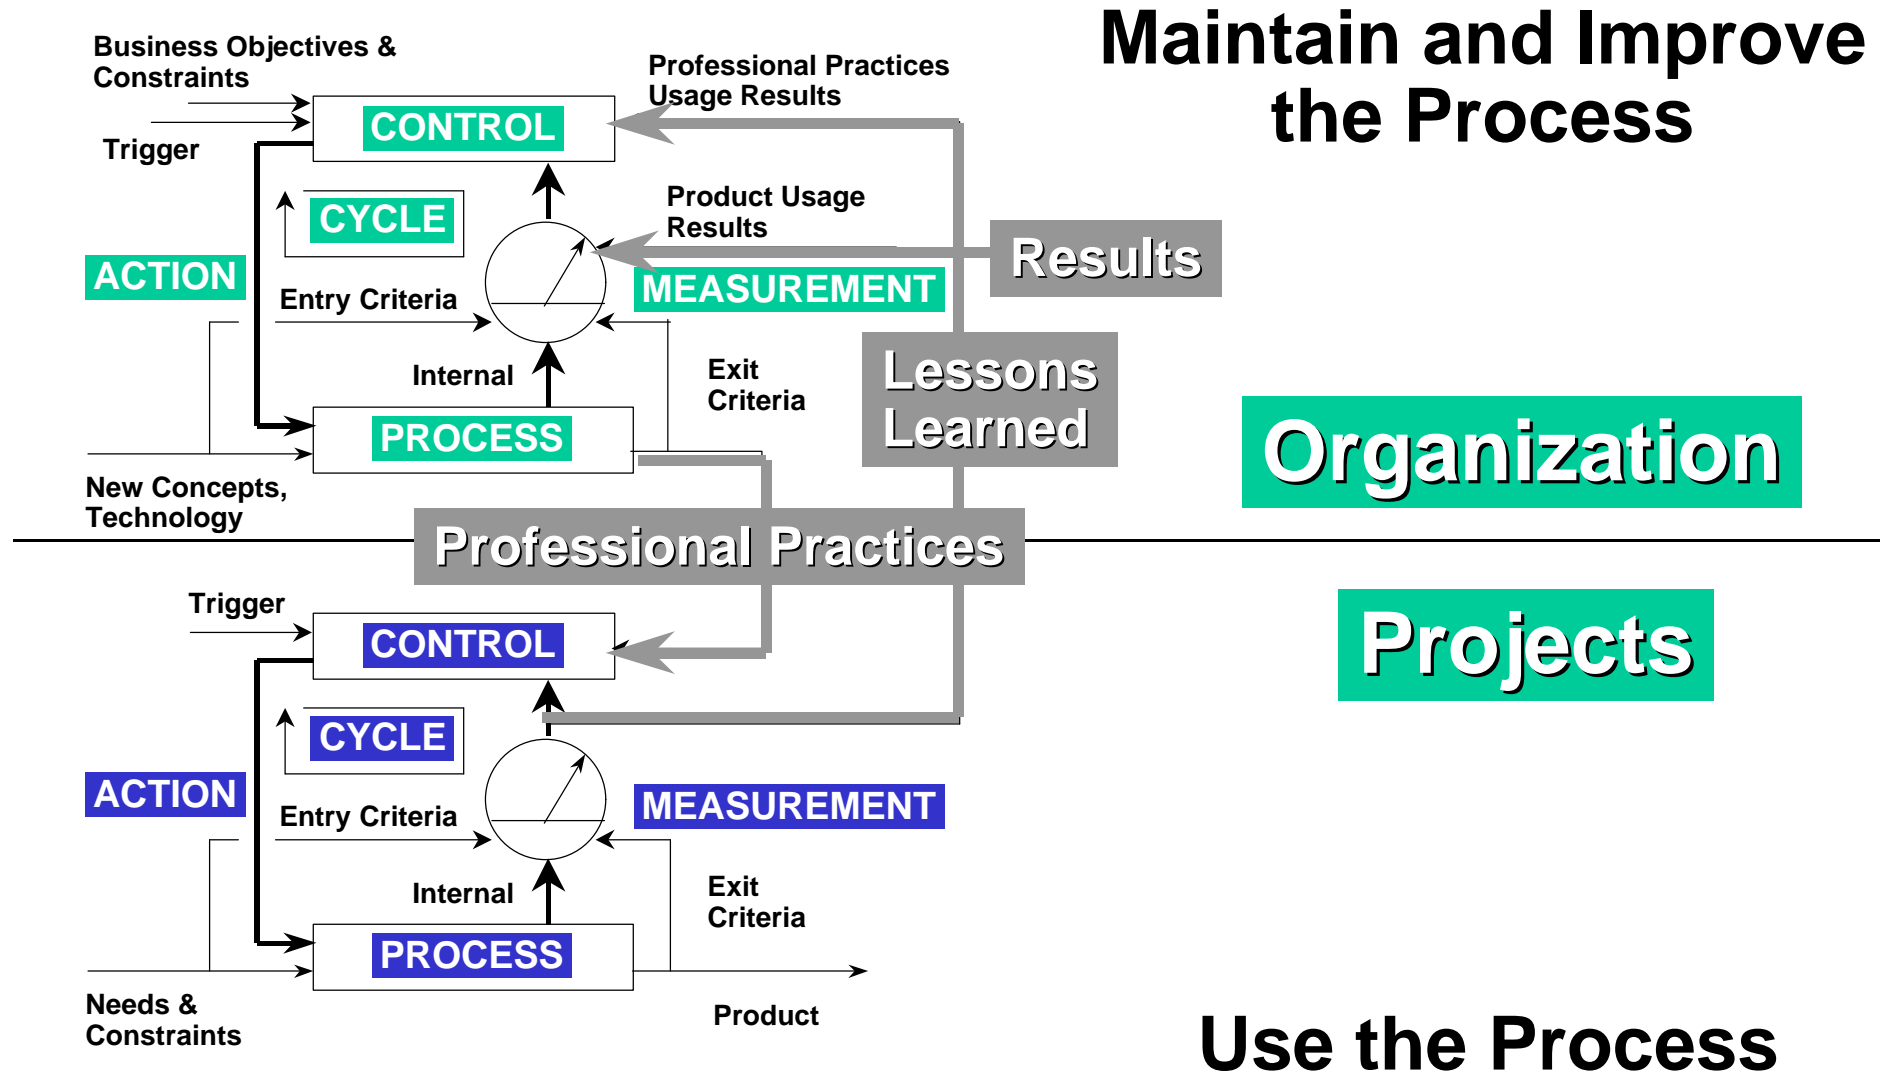 Maintain and Improve
the Process
Business Objectives &
Constraints
Professional Practices
Usage Results
CONTROL
Trigger
Product Usage
Results
CYCLE
Results
ACTION
MEASUREMENT
Entry Criteria
Internal
Exit
Criteria
Lessons
Learned
PROCESS
Organization
New Concepts,
Technology
Professional Practices
Trigger
CONTROL
Projects
CYCLE
ACTION
MEASUREMENT
Entry Criteria
Internal
Exit
Criteria
PROCESS
Needs &
Constraints
Product
Use the Process